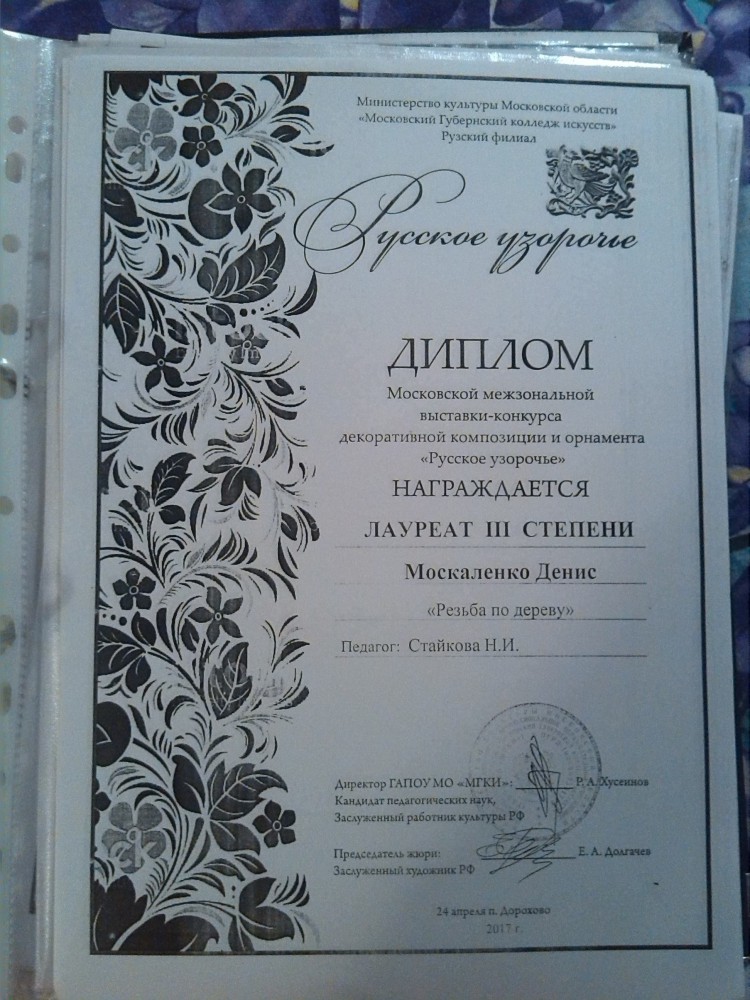 Министерство культуры Московской области
«Московский Губернский колледж искусств»
Рузский филиал
Русское узорочье
ДИПЛОМ
Московской межзональной
выставки-конкурса
декоративной композиции и орнамента
«Русское узорочье»
НАГРАЖДАЕТСЯ
ЛАУРЕАТ III СТЕПЕНИ
Москаленко Денис
«Резьба по дереву»
Педагог: Стайкова Н.И.
Директор ГАПОУ МО «МГКИ»: Р. А. Хусеинов
Кандидат педагогических наук,
Заслуженный работник культуры РФ
Председатель жюри: Е. А. Долгачев
Заслуженный художник РФ
24 апреля п. Дорохово
2017 г.